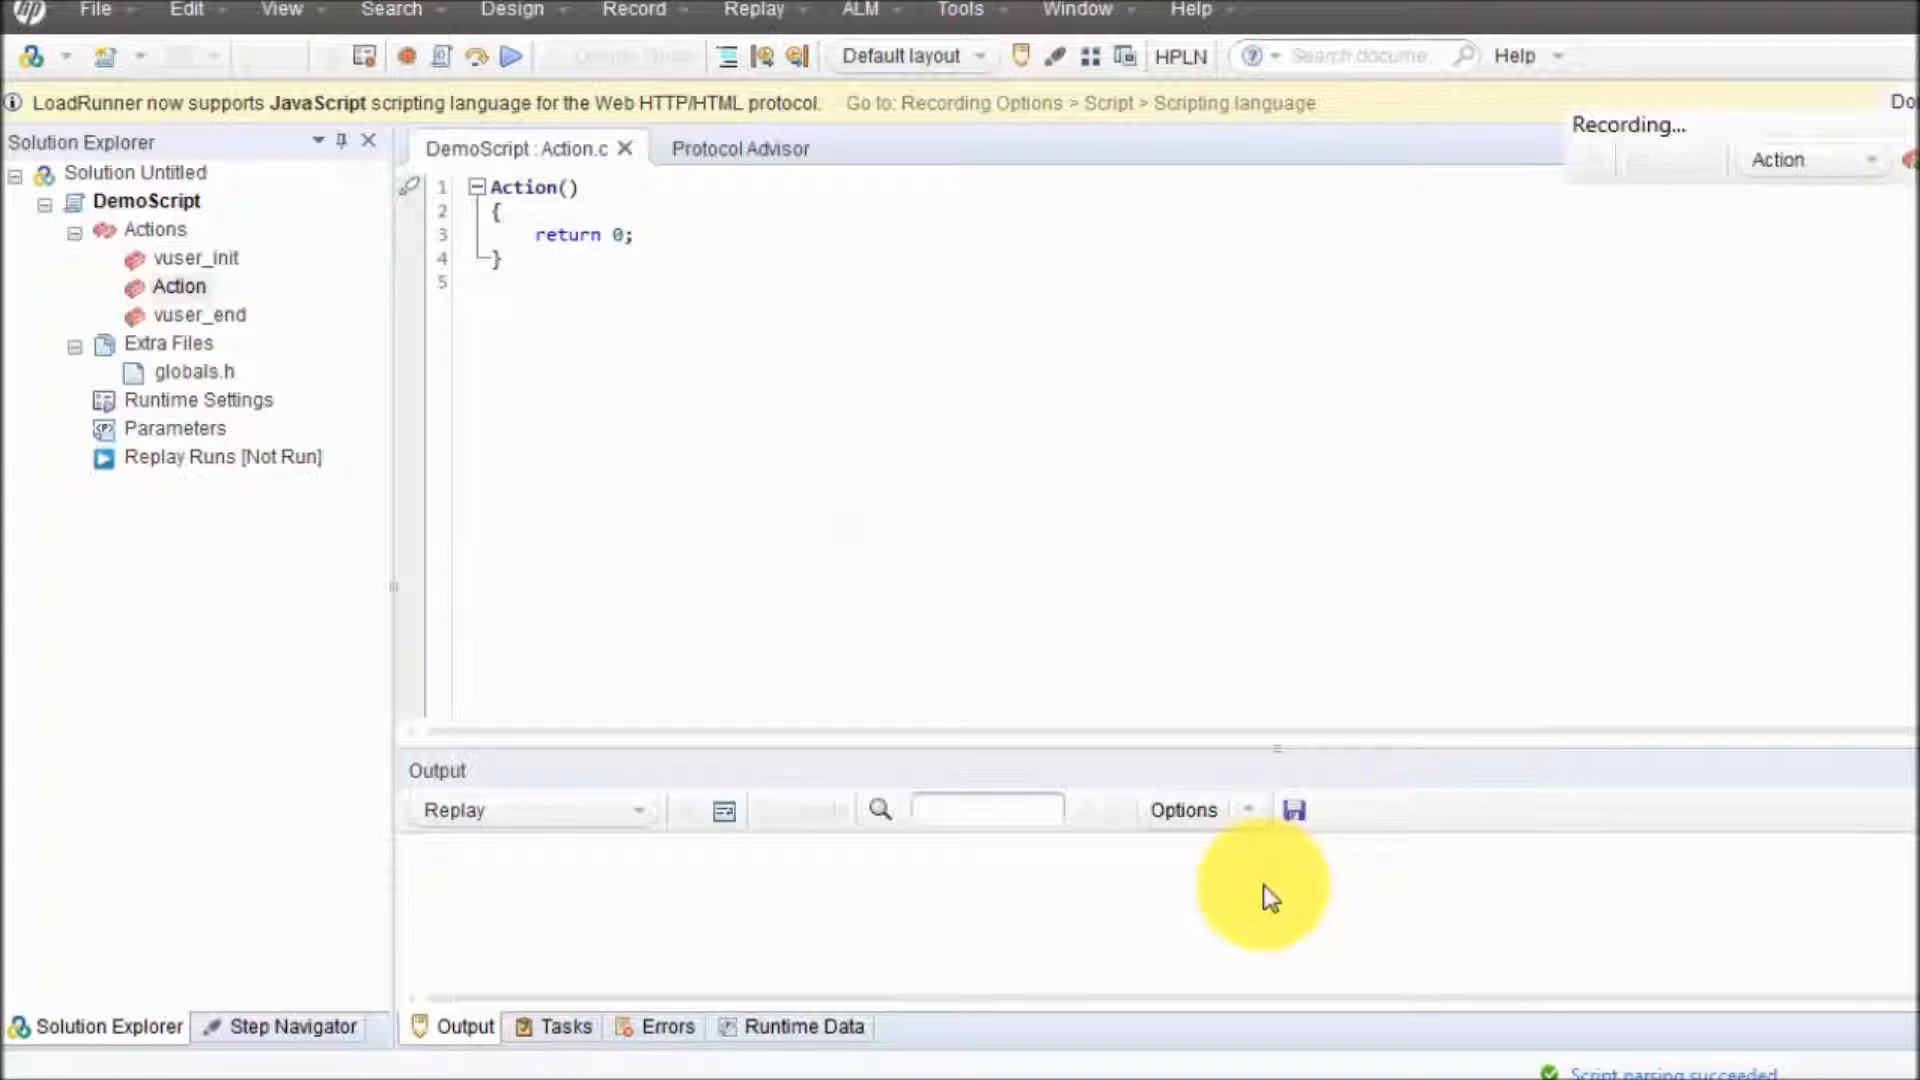 hp File Edit View Search Design Record Replay ALM Tools Window Help
Default layout HPLN Search docume Help
LoadRunner now supports JavaScript scripting language for the Web HTTP/HTML protocol. Go to: Recording Options > Script > Scripting language Do
Recording...
Action
Solution Explorer
Solution Untitled
DemoScript
Actions
vuser_init
Action
vuser_end
Extra Files
globals.h
Runtime Settings
Parameters
Replay Runs [Not Run]
DemoScript : Action.c Protocol Advisor
1 Action()
2 {
3 return 0;
4 }
5
Output
Replay Options
Solution Explorer Step Navigator Output Tasks Errors Runtime Data
Script parsing succeeded